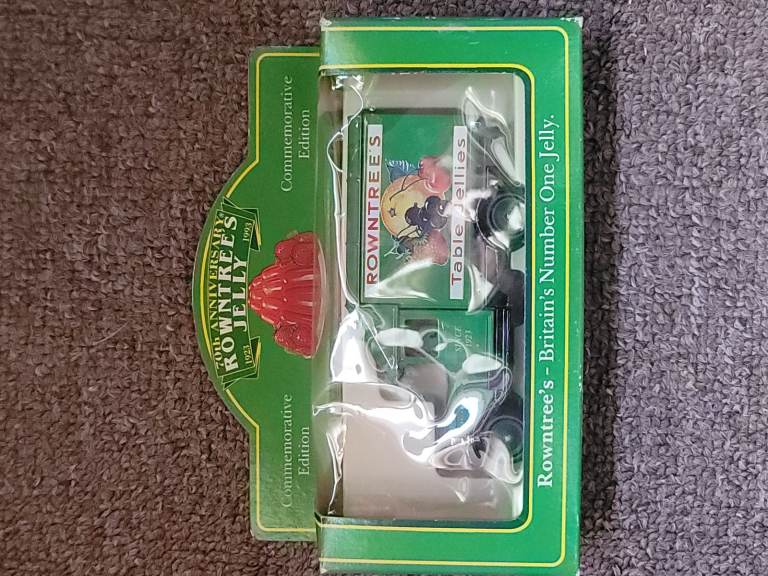 70th ANNIVERSARY
ROWNTREE'S
JELLY
1923
1993
Commemorative
Edition
Commemorative
Edition
ROWNTREE'S
Table Jellies
SINCE
1923
Rowntree's - Britain's Number One Jelly.